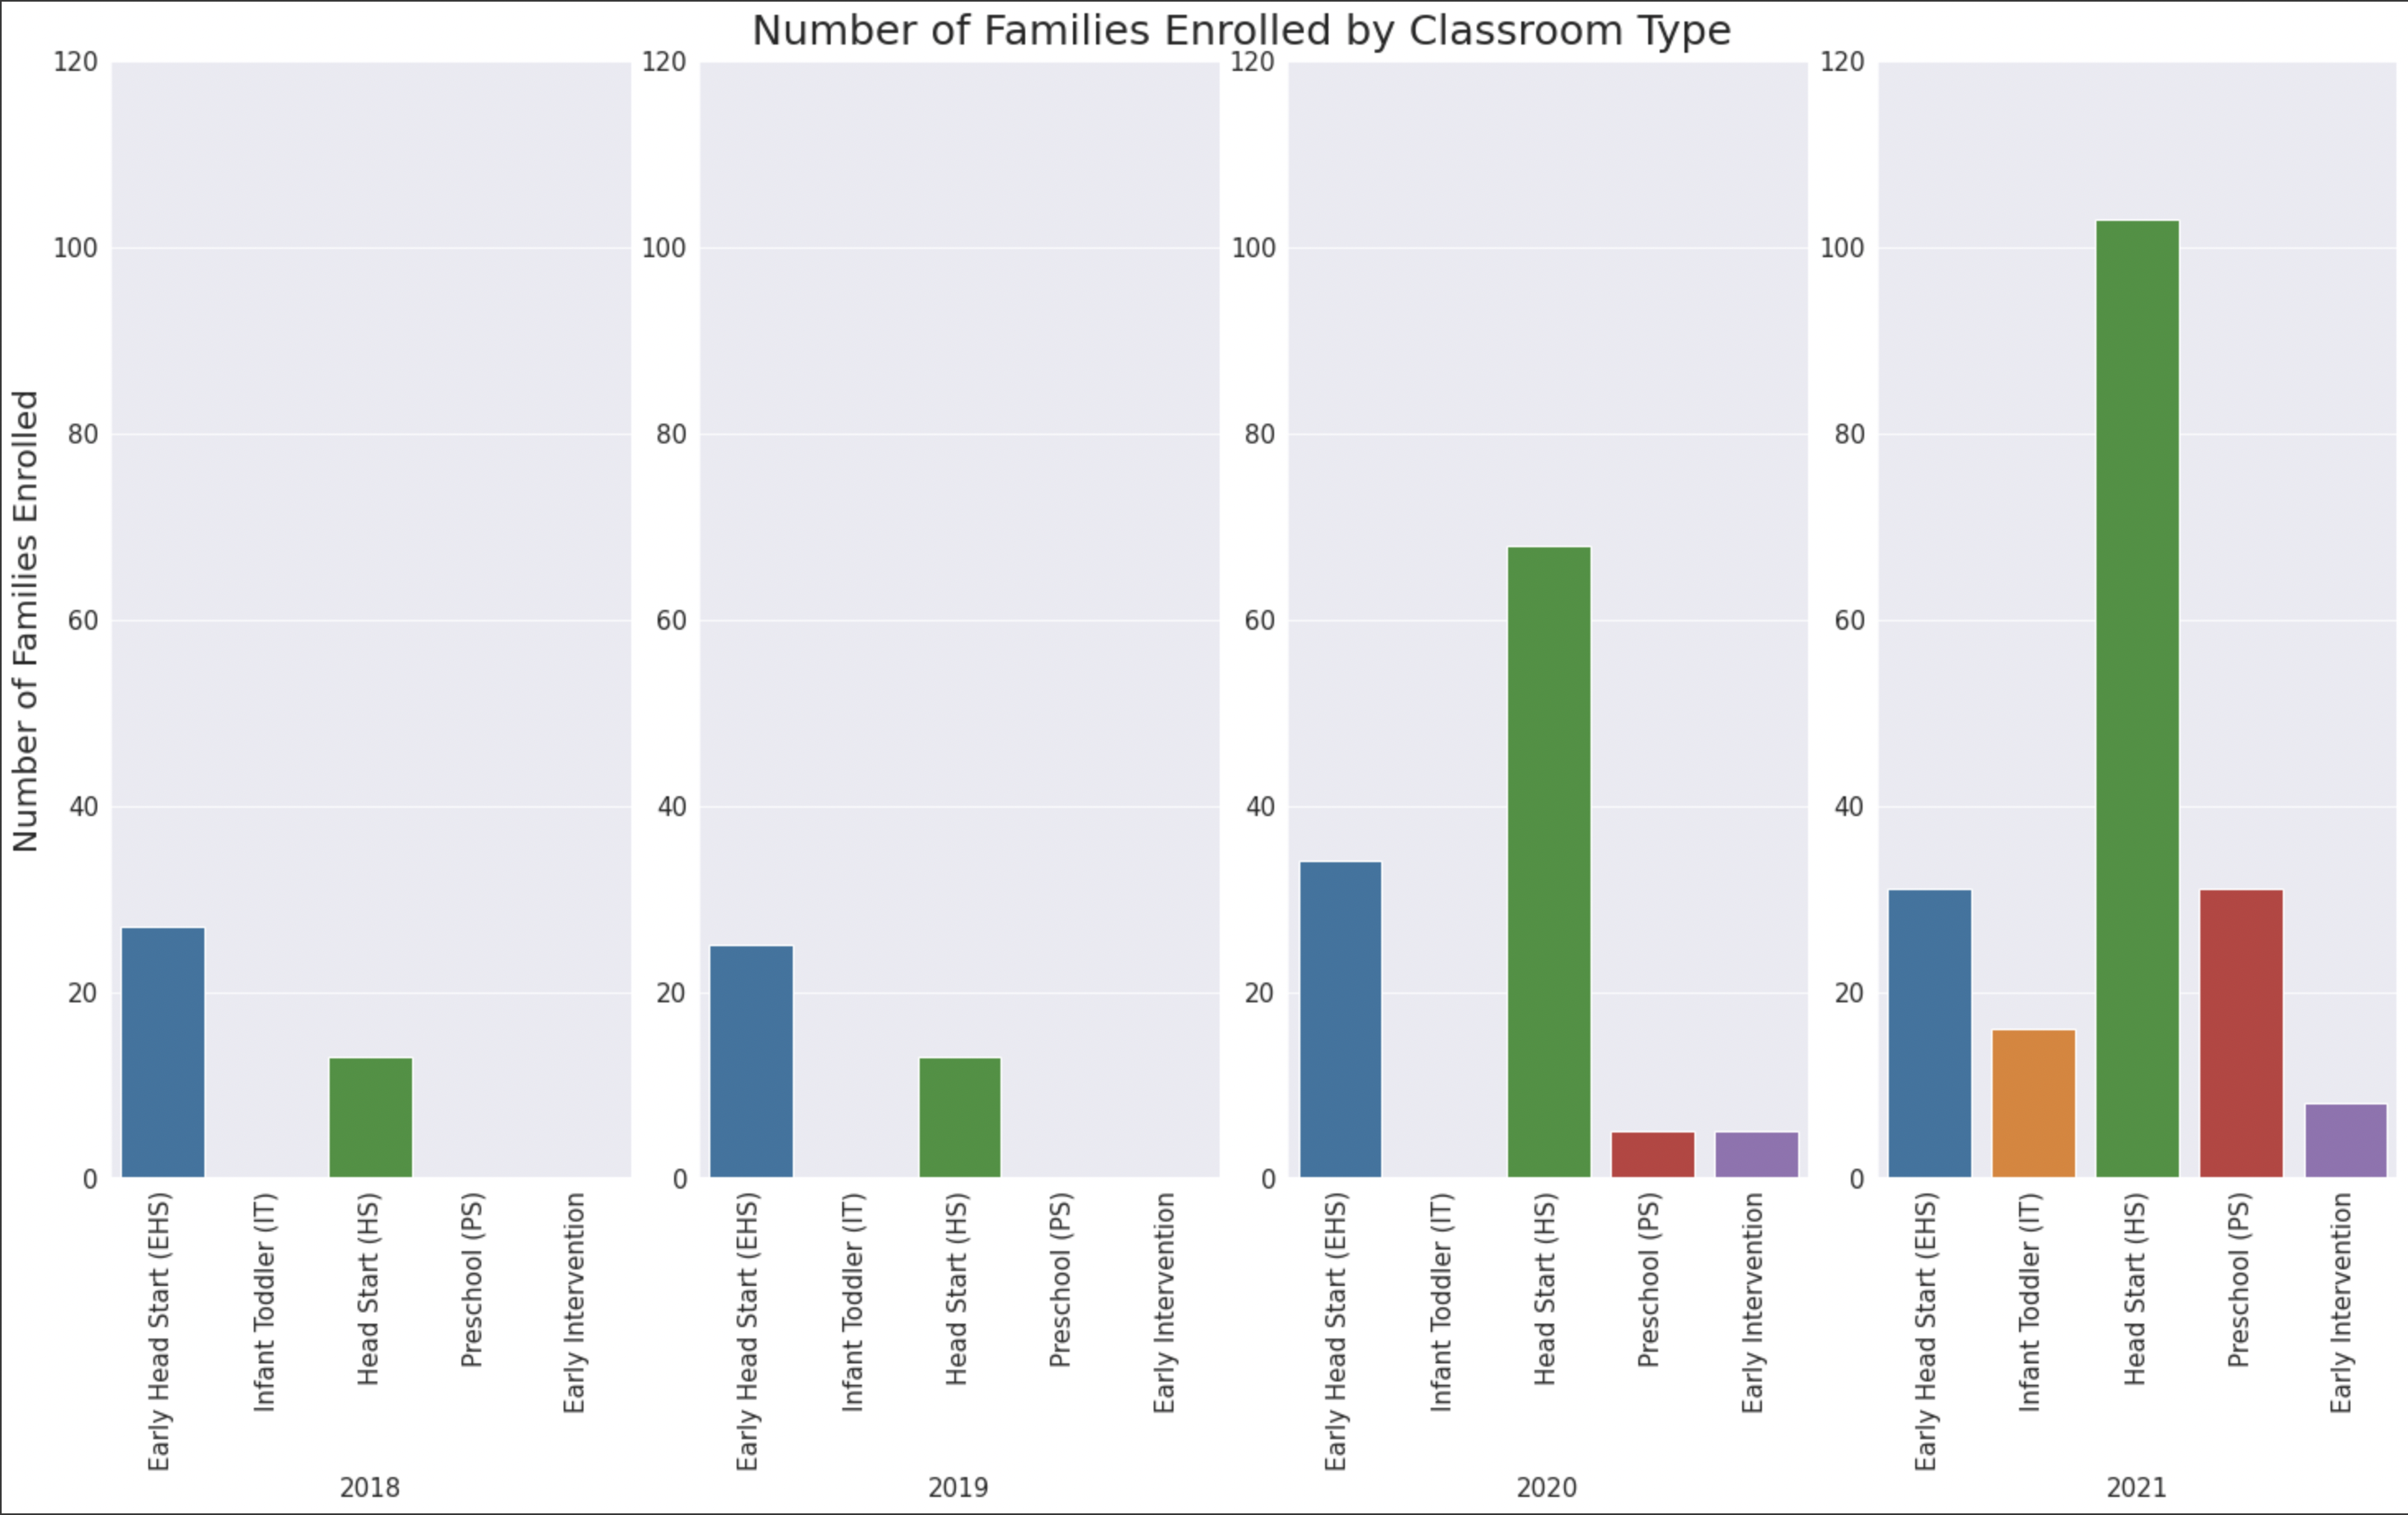 Number of Families Enrolled by Classroom Type
Number of Families Enrolled
120
100
80
60
40
20
0
Early Head Start (EHS)
Infant Toddler (IT)
Head Start (HS)
Preschool (PS)
Early Intervention
2018
120
100
80
60
40
20
0
Early Head Start (EHS)
Infant Toddler (IT)
Head Start (HS)
Preschool (PS)
Early Intervention
2019
120
100
80
60
40
20
0
Early Head Start (EHS)
Infant Toddler (IT)
Head Start (HS)
Preschool (PS)
Early Intervention
2020
120
100
80
60
40
20
0
Early Head Start (EHS)
Infant Toddler (IT)
Head Start (HS)
Preschool (PS)
Early Intervention
2021